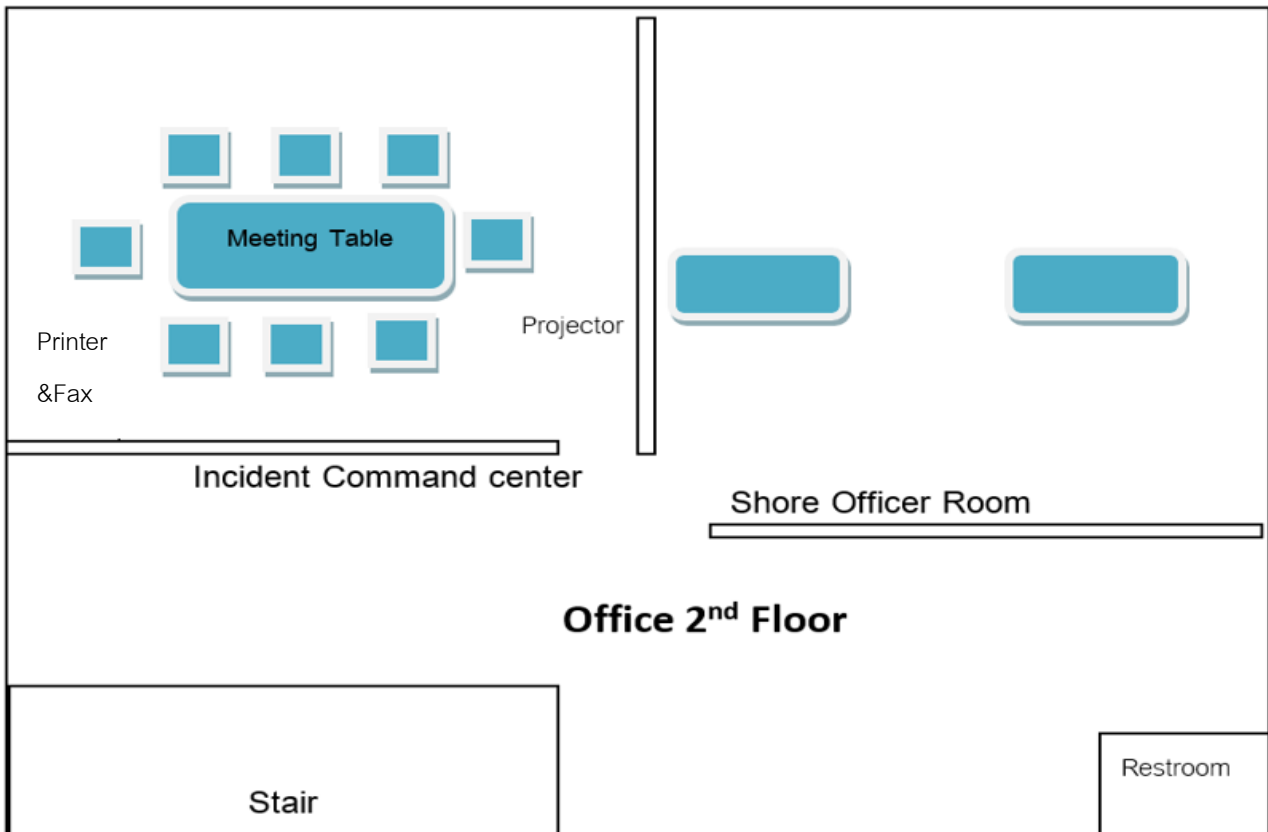 Meeting Table
Projector
Printer
&Fax
Incident Command center
Shore Officer Room
Office 2nd Floor
Stair
Restroom